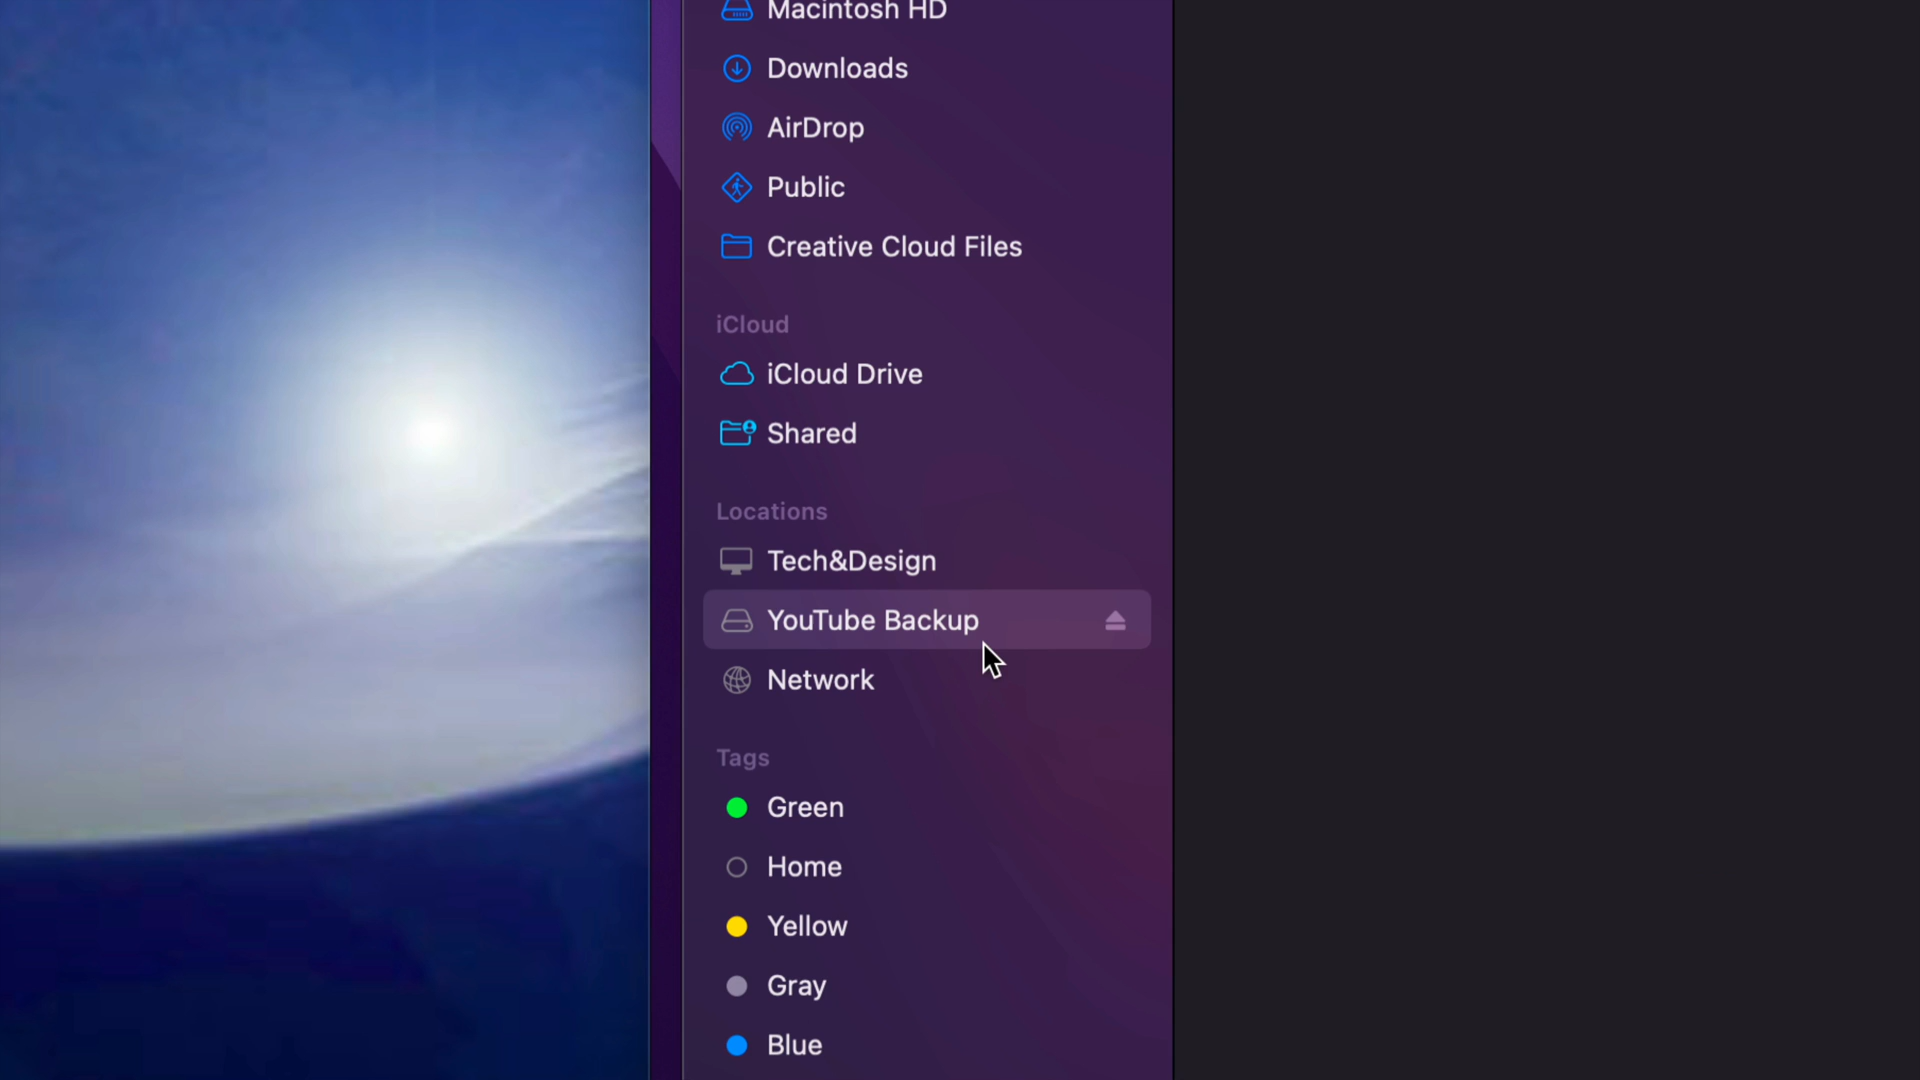 Macintosh HD
Downloads
AirDrop
Public
Creative Cloud Files
iCloud
iCloud Drive
Shared
Locations
Tech&Design
YouTube Backup
Network
Tags
Green
Home
Yellow
Gray
Blue